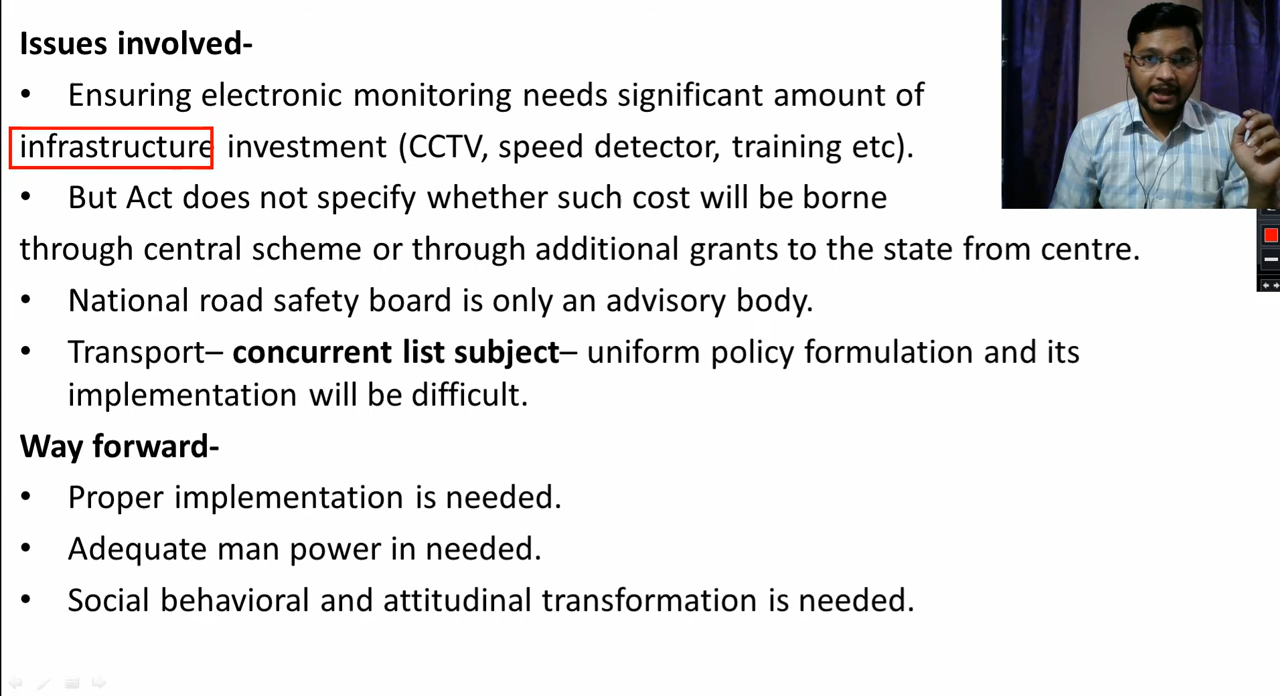 Issues involved-
• Ensuring electronic monitoring needs significant amount of
infrastructure investment (CCTV, speed detector, training etc).
• But Act does not specify whether such cost will be borne
through central scheme or through additional grants to the state from centre.
• National road safety board is only an advisory body.
• Transport– concurrent list subject– uniform policy formulation and its
implementation will be difficult.
Way forward-
• Proper implementation is needed.
• Adequate man power in needed.
• Social behavioral and attitudinal transformation is needed.